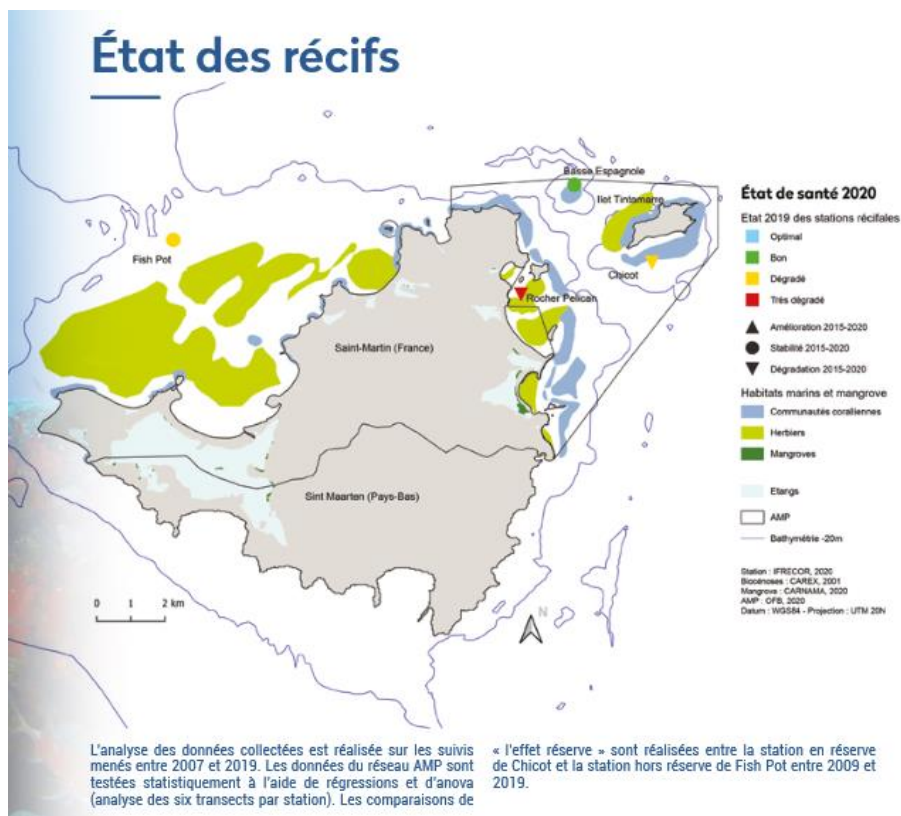 État des récifs
Basse Espagnole
Ilet Tintamarre
État de santé 2020
Etat 2019 des stations récifales
Optimal
Bon
Dégradé
Très dégradé
Amélioration 2015-2020
Stabilité 2015-2020
Dégradation 2015-2020
Habitats marins et mangrove
Communautés coralliennes
Herbiers
Mangroves
Etangs
AMP
Bathymétrie -20m
Station : IFRECOR, 2020
Biocénoses : CAREX, 2001
Mangrove : CARNAMA, 2020
AMP : OFB, 2020
Datum : WGS84 - Projection : UTM 20N
Fish Pot
Chicot
Rocher Pelican
Saint-Martin (France)
Sint Maarten (Pays-Bas)
0 1 2 km
N
L'analyse des données collectées est réalisée sur les suivis
menés entre 2007 et 2019. Les données du réseau AMP sont
testées statistiquement à l'aide de régressions et d'anova
(analyse des six transects par station). Les comparaisons de
« l'effet réserve » sont réalisées entre la station en réserve
de Chicot et la station hors réserve de Fish Pot entre 2009 et
2019.